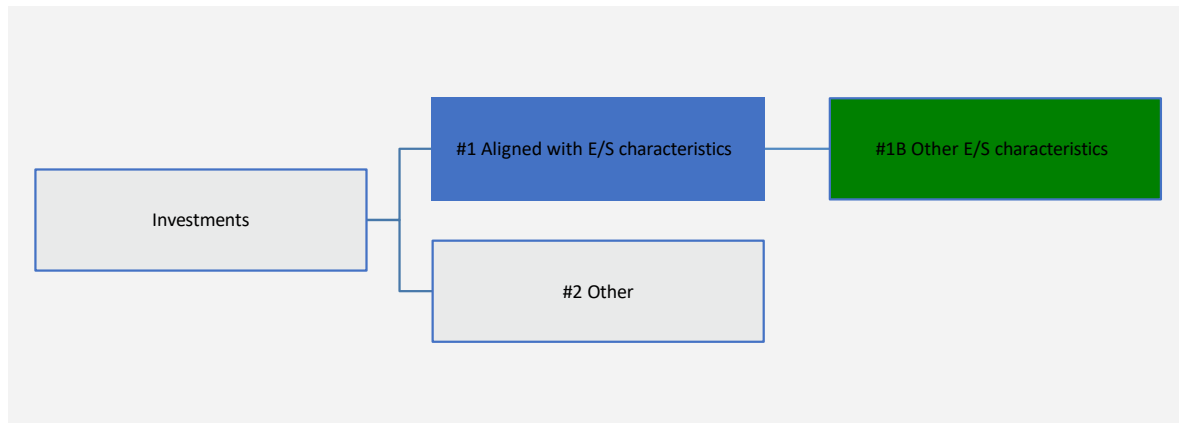 #1 Aligned with E/S characteristics
#1B Other E/S characteristics
Investments
#2 Other